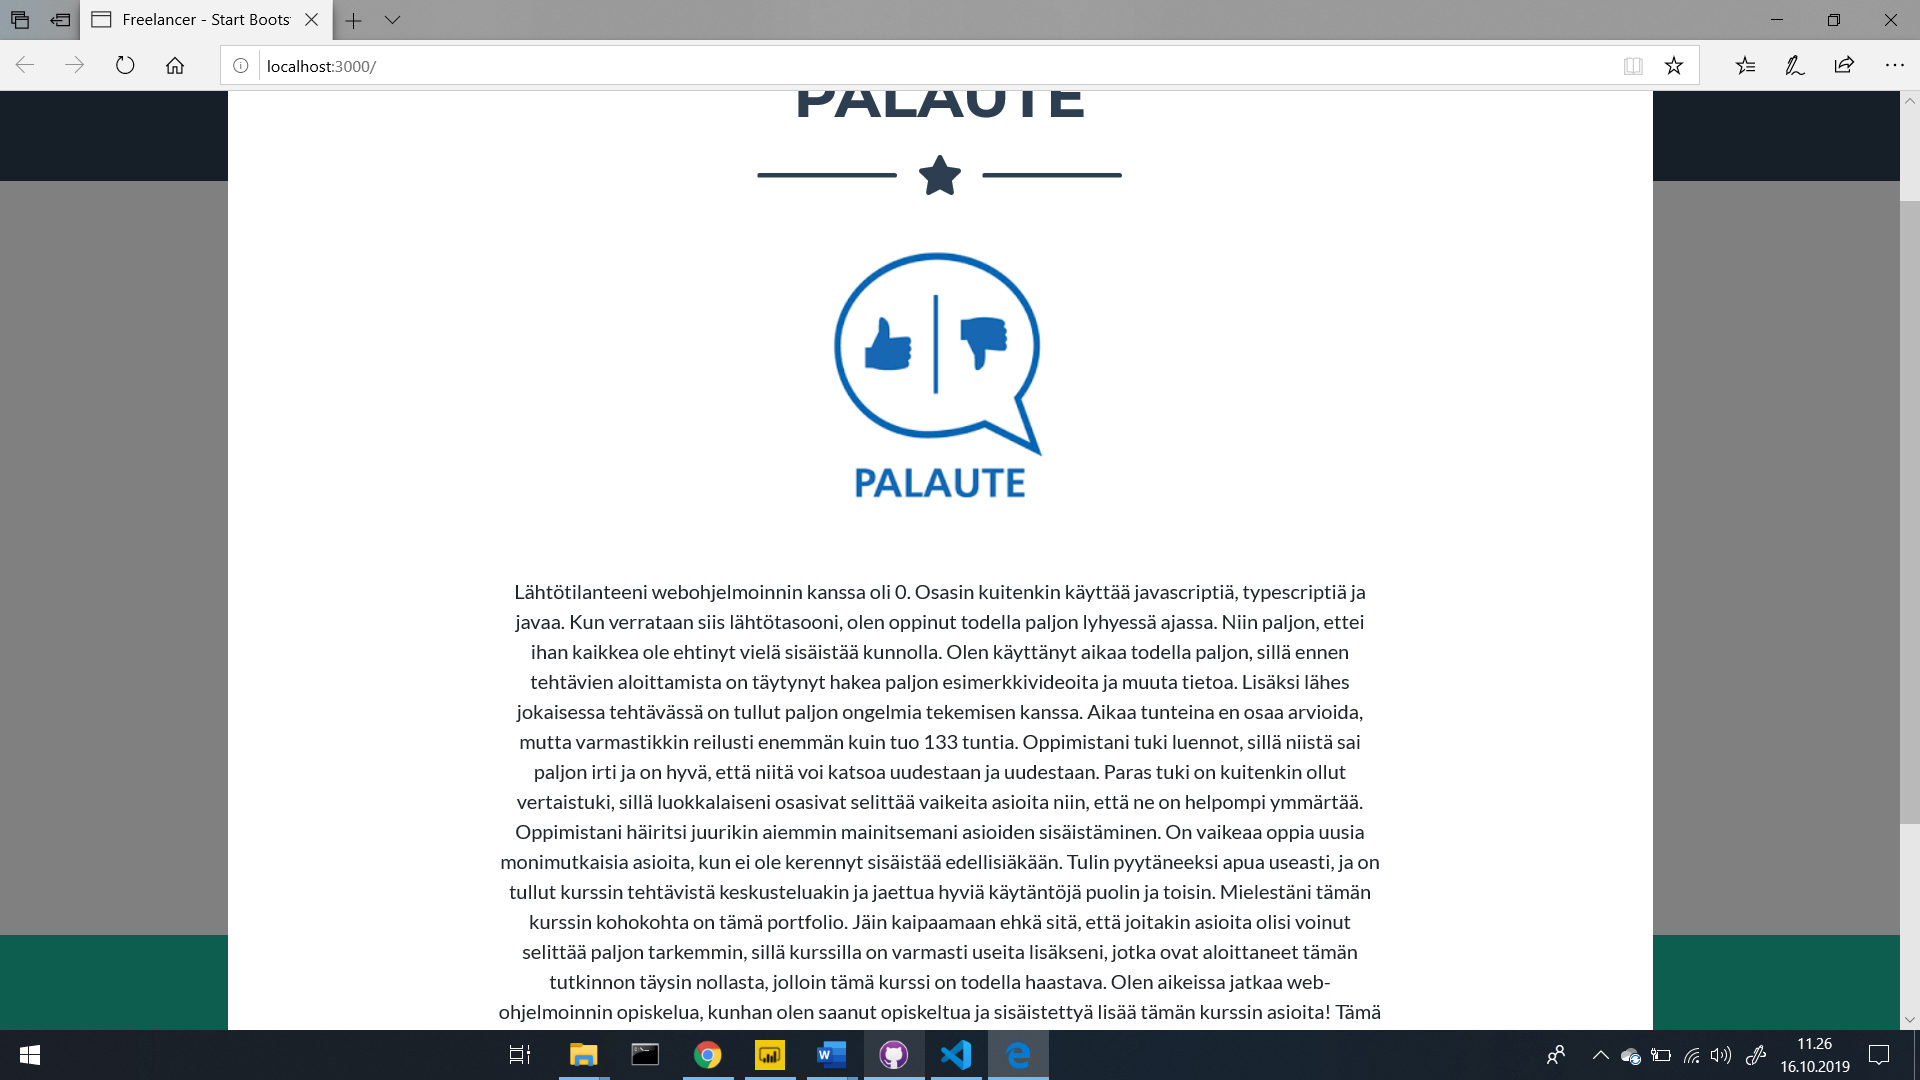 Freelancer - Start Boots
localhost:3000/
PALAUTE
PALAUTE
Lähtötilanteeni webohjelmoinnin kanssa oli 0. Osasin kuitenkin käyttää javascriptiä, typescriptiä ja
javaa. Kun verrataan siis lähtötasooni, olen oppinut todella paljon lyhyessä ajassa. Niin paljon, ettei
ihan kaikkea ole ehtinyt vielä sisäistää kunnolla. Olen käyttänyt aikaa todella paljon, sillä ennen
tehtävien aloittamista on täytynyt hakea paljon esimerkkivideoita ja muuta tietoa. Lisäksi lähes
jokaisessa tehtävässä on tullut paljon ongelmia tekemisen kanssa. Aikaa tunteina en osaa arvioida,
mutta varmastikkin reilusti enemmän kuin tuo 133 tuntia. Oppimistani tuki luennot, sillä niistä sai
paljon irti ja on hyvä, että niitä voi katsoa uudestaan ja uudestaan. Paras tuki on kuitenkin ollut
vertaistuki, sillä luokkalaiseni osasivat selittää vaikeita asioita niin, että ne on helpompi ymmärtää.
Oppimistani häiritsi juurikin aiemmin mainitsemani asioiden sisäistäminen. On vaikeaa oppia uusia
monimutkaisia asioita, kun ei ole kerennyt sisäistää edellisiäkään. Tulin pyytäneeksi apua useasti, ja on
tullut kurssin tehtävistä keskusteluakin ja jaettua hyviä käytäntöjä puolin ja toisin. Mielestäni tämän
kurssin kohokohta on tämä portfolio. Jäin kaipaamaan ehkä sitä, että joitakin asioita olisi voinut
selittää paljon tarkemmin, sillä kurssilla on varmasti useita lisäkseni, jotka ovat aloittaneet tämän
tutkinnon täysin nollasta, jolloin tämä kurssi on todella haastava. Olen aikeissa jatkaa web-
ohjelmoinnin opiskelua, kunhan olen saanut opiskeltua ja sisäistettyä lisää tämän kurssin asioita! Tämä
11.26
16.10.2019